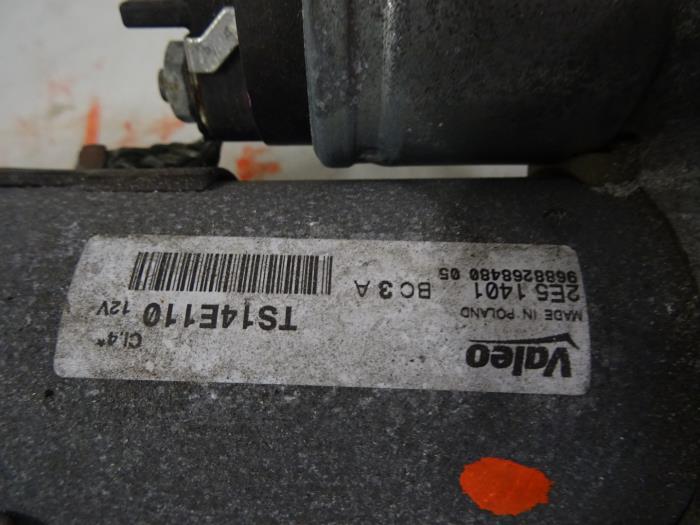 Valeo
MADE IN POLAND
2E5 1401
9688268480 05
BC 3 A
TS14E110 12V
Cl.4*